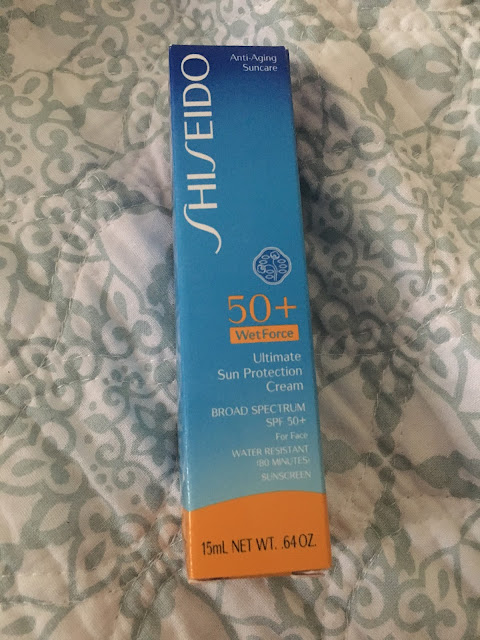 Anti-Aging
Suncare
SHISEIDO
50+
WetForce
Ultimate
Sun Protection
Cream
BROAD SPECTRUM
SPF 50+
For Face
WATER RESISTANT
(80 MINUTES)
SUNSCREEN
15mL NET WT. .64 OZ.